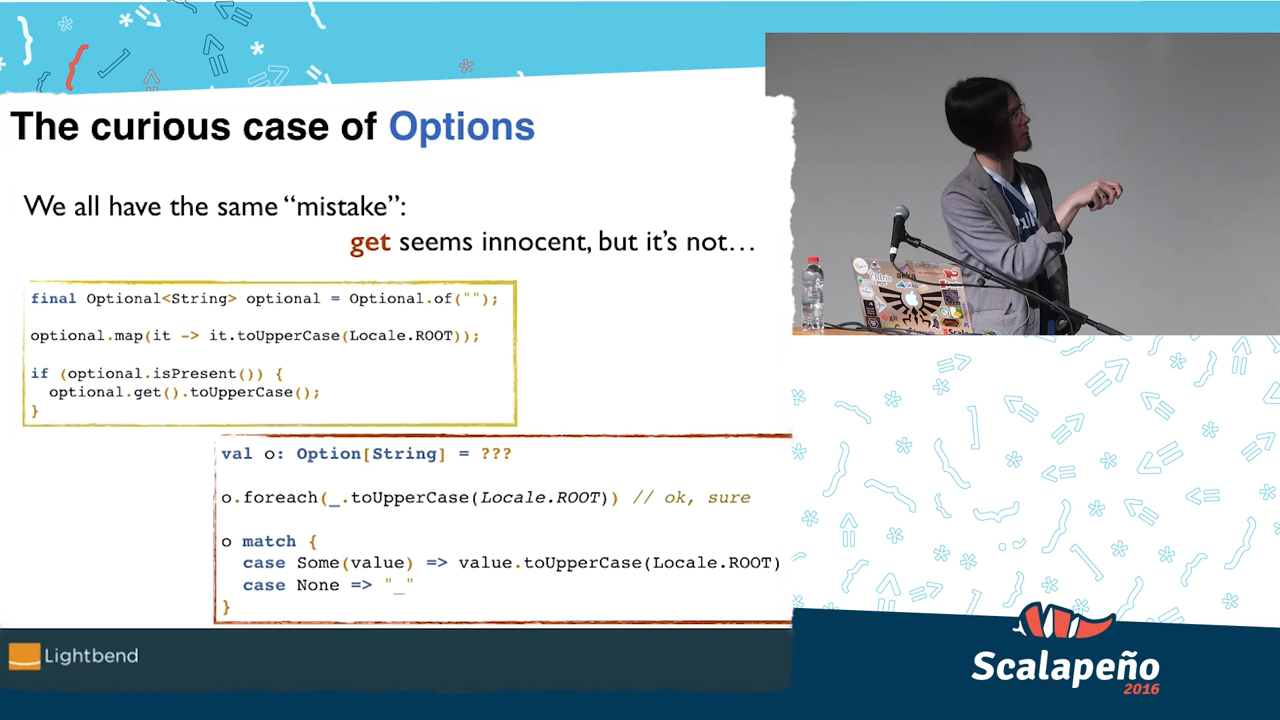 The curious case of Options
We all have the same “mistake”:
get seems innocent, but it’s not…
final Optional<String> optional = Optional.of("");
optional.map(it -> it.toUpperCase(Locale.ROOT));
if (optional.isPresent()) {
  optional.get().toUpperCase();
}
val o: Option[String] = ???
o.foreach(_.toUpperCase(Locale.ROOT)) // ok, sure
o match {
  case Some(value) => value.toUpperCase(Locale.ROOT)
  case None => "_"
}
Lightbend
Scalapeño
2016